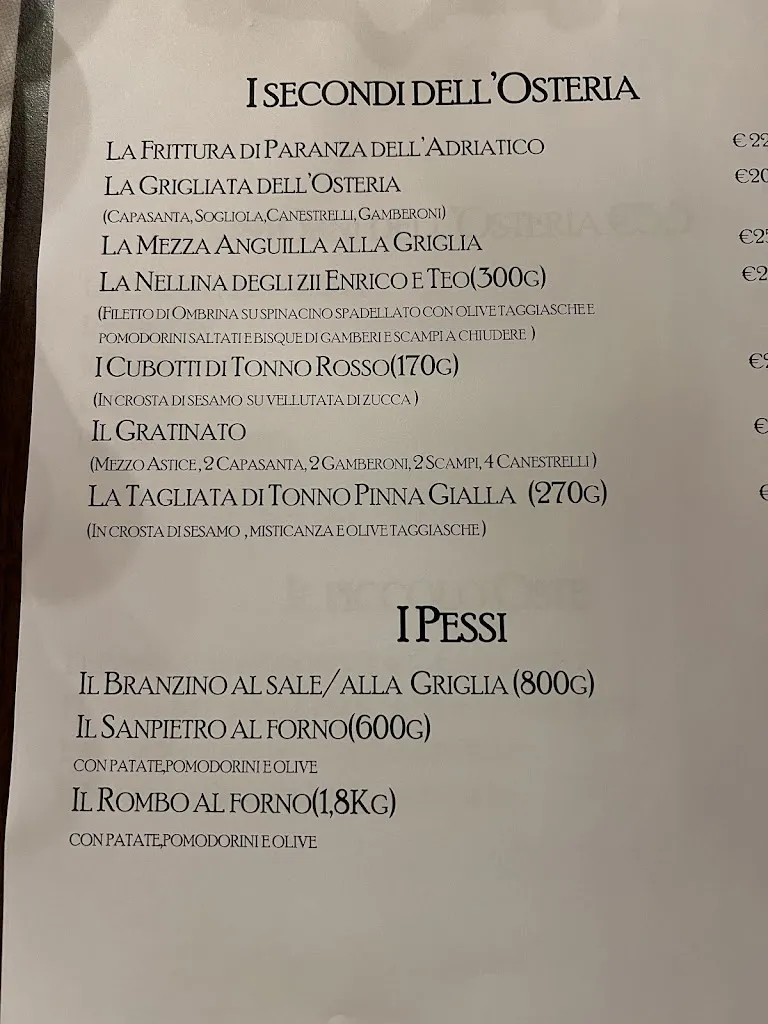 I SECONDI DELL'OSTERIA
LA FRITTURA DI PARANZA DELL'ADRIATICO €22
LA GRIGLIATA DELL'OSTERIA €20
(CAPASANTA, SOGLIOLA, CANESTRELLI, GAMBERONI)
LA MEZZA ANGUILLA ALLA GRIGLIA €2
LA NELLINA DEGLI ZII ENRICO E TEO(300G) €2
(FILETTO DI OMBRINA SU SPINACINO SPADELLATO CON OLIVE TAGGIASCHE E
POMODORINI SALTATI E BISQUE DI GAMBERI E SCAMPI A CHIUDERE )
I CUBOTTI DI TONNO ROSSO(170G) €
(IN CROSTA DI SESAMO SU VELLUTATA DI ZUCCA )
IL GRATINATO €
(MEZZO ASTICE, 2 CAPASANTA, 2 GAMBERONI, 2 SCAMPI, 4 CANESTRELLI )
LA TAGLIATA DI TONNO PINNA GIALLA (270G) €
(IN CROSTA DI SESAMO , MISTICANZA E OLIVE TAGGIASCHE )
I PESSI
IL BRANZINO AL SALE/ALLA GRIGLIA (800G)
IL SANPIETRO AL FORNO(600G)
CON PATATE,POMODORINI E OLIVE
IL ROMBO AL FORNO(1,8KG)
CON PATATE,POMODORINI E OLIVE